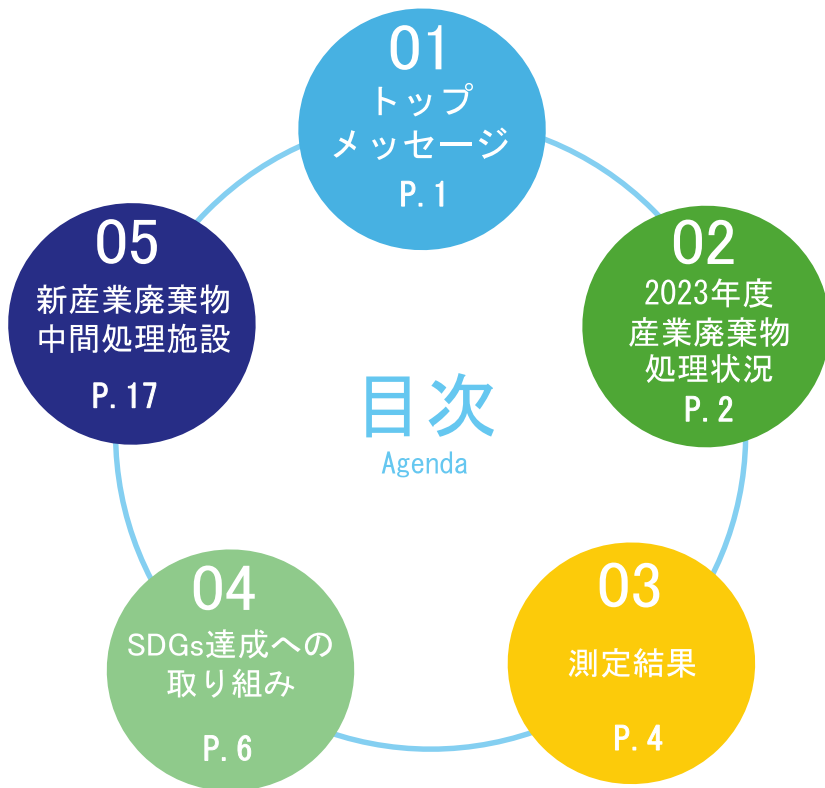 目次
Agenda
01
トップ
メッセージ
P. 1
02
2023年度
産業廃棄物
処理状況
P. 2
03
測定結果
P. 4
04
SDGs達成への
取り組み
P. 6
05
新産業廃棄物
中間処理施設
P. 17